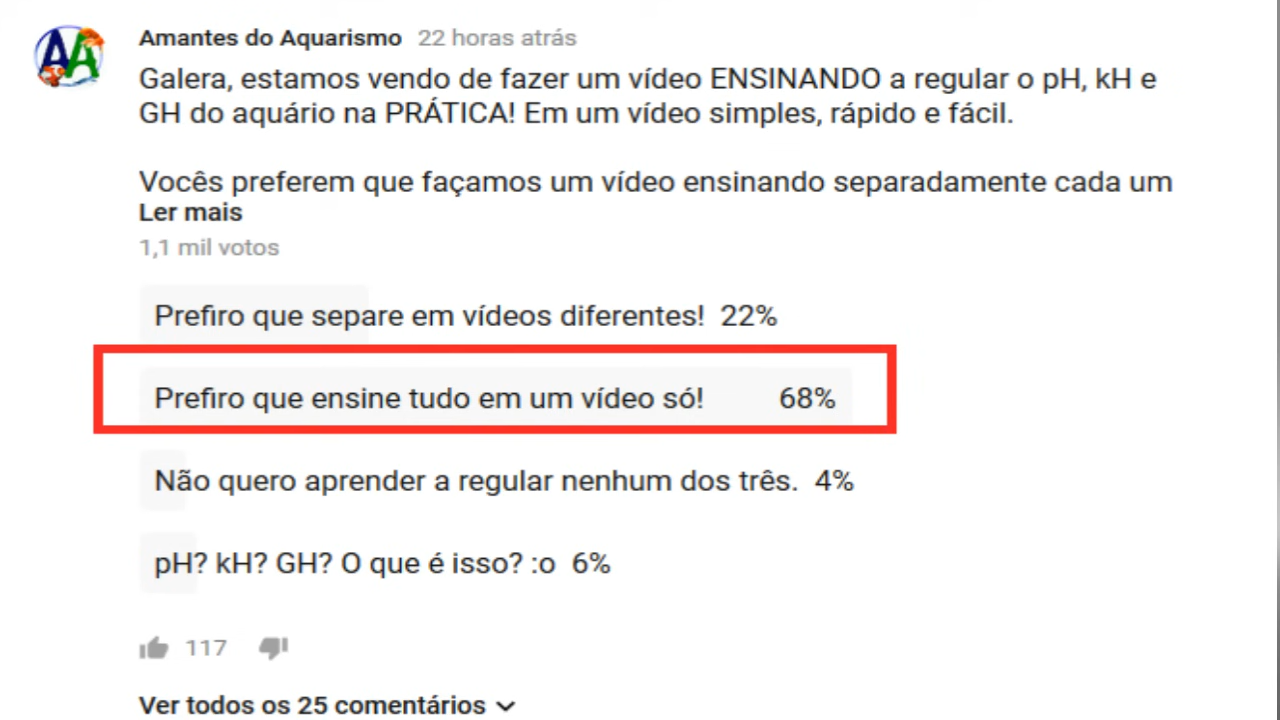 AA
Amantes do Aquarismo 22 horas atrás
Galera, estamos vendo de fazer um vídeo ENSINANDO a regular o pH, kH e
GH do aquário na PRÁTICA! Em um vídeo simples, rápido e fácil.
Vocês preferem que façamos um vídeo ensinando separadamente cada um
Ler mais
1,1 mil votos
Prefiro que separe em vídeos diferentes! 22%
Prefiro que ensine tudo em um vídeo só! 68%
Não quero aprender a regular nenhum dos três. 4%
pH? kH? GH? O que é isso? :o 6%
117
Ver todos os 25 comentários